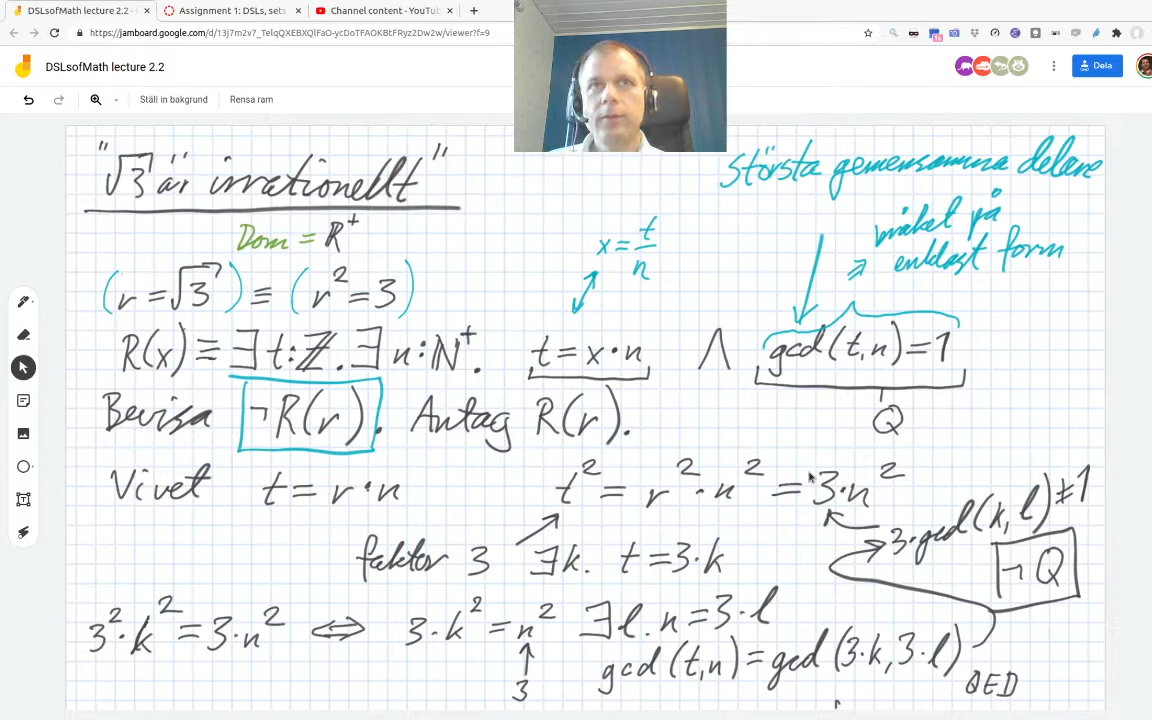 DSLsofMath lecture 2.2 -
Assignment 1: DSLs, sets
Channel content - YouTub
https://jamboard.google.com/d/13j7m2v7_TelqQXEBXQlFaO-ycDoTFAOKBtFRyz2Dw2w/viewer?f=9
DSLsofMath lecture 2.2
Dela
Ställ in bakgrund
Rensa ram
"√3 är irrationellt"
största gemensamma delare
Dom = R⁺
x = t/n
vilket på
⇒ enklast form
(r = √3) ≡ (r² = 3)
R(x) ≡ ∃ t:ℤ. ∃ n:ℕ⁺. t = x·n ∧ gcd(t,n) = 1
Q
Bevisa ¬R(r). Antag R(r).
Vi vet t = r·n t² = r²·n² = 3·n²
3·gcd(k,l) ≠ 1
faktor 3 ∃k. t = 3·k
¬Q
3²·k² = 3·n² ⇔ 3·k² = n² ∃l. n = 3·l
3
gcd(t,n) = gcd(3·k, 3·l)
QED